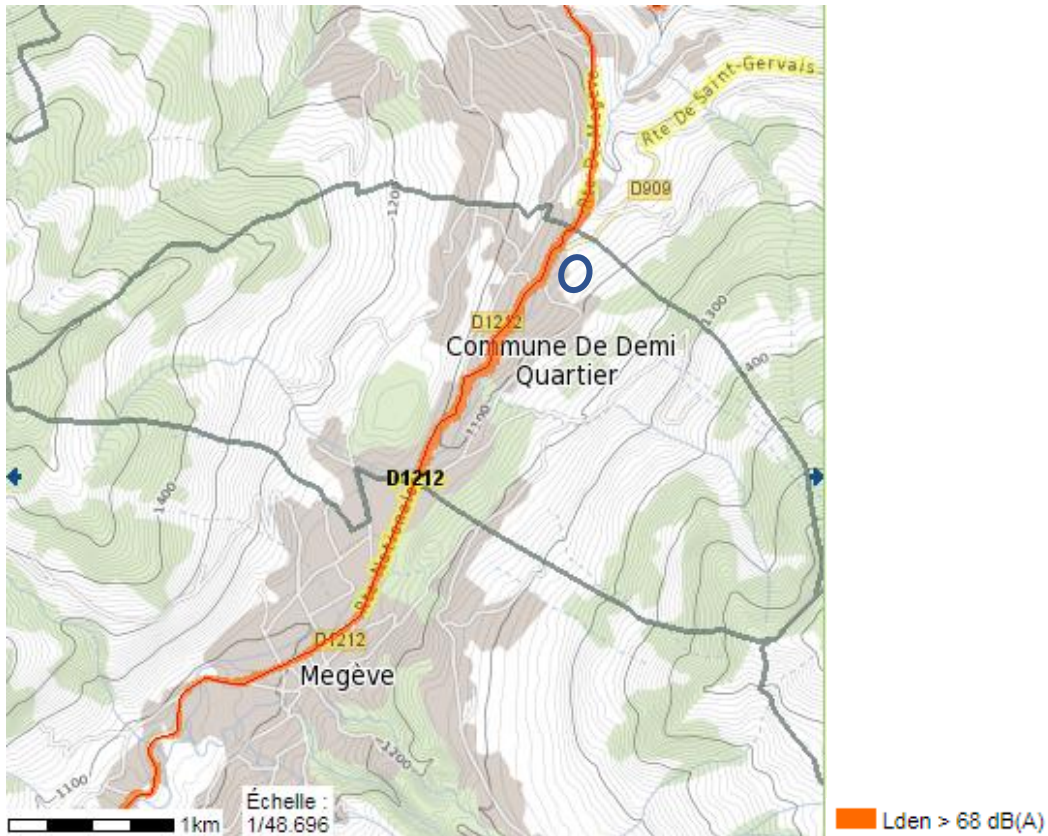 Rte De Saint-Gervais
Rte De Megève
D909
1200
1300
D1212
Commune De Demi
Quartier
1400
1100
D1212
1400
Rte Nationale
D1212
Megève
1200
1100
Échelle :
1km
1/48.696
Lden > 68 dB(A)